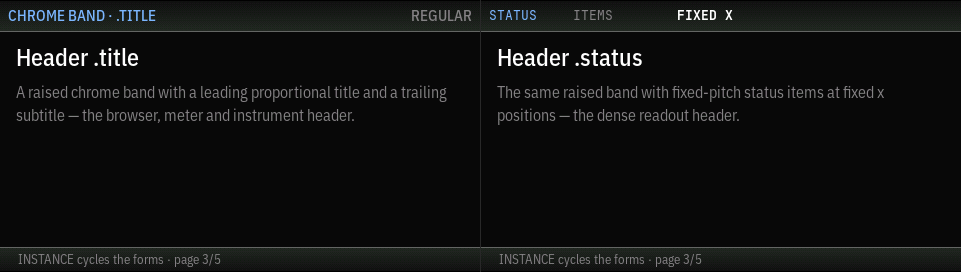 CHROME BAND · .TITLE REGULAR
Header .title
A raised chrome band with a leading proportional title and a trailing
subtitle — the browser, meter and instrument header.
INSTANCE cycles the forms · page 3/5
STATUS ITEMS FIXED X
Header .status
The same raised band with fixed-pitch status items at fixed x
positions — the dense readout header.
INSTANCE cycles the forms · page 3/5